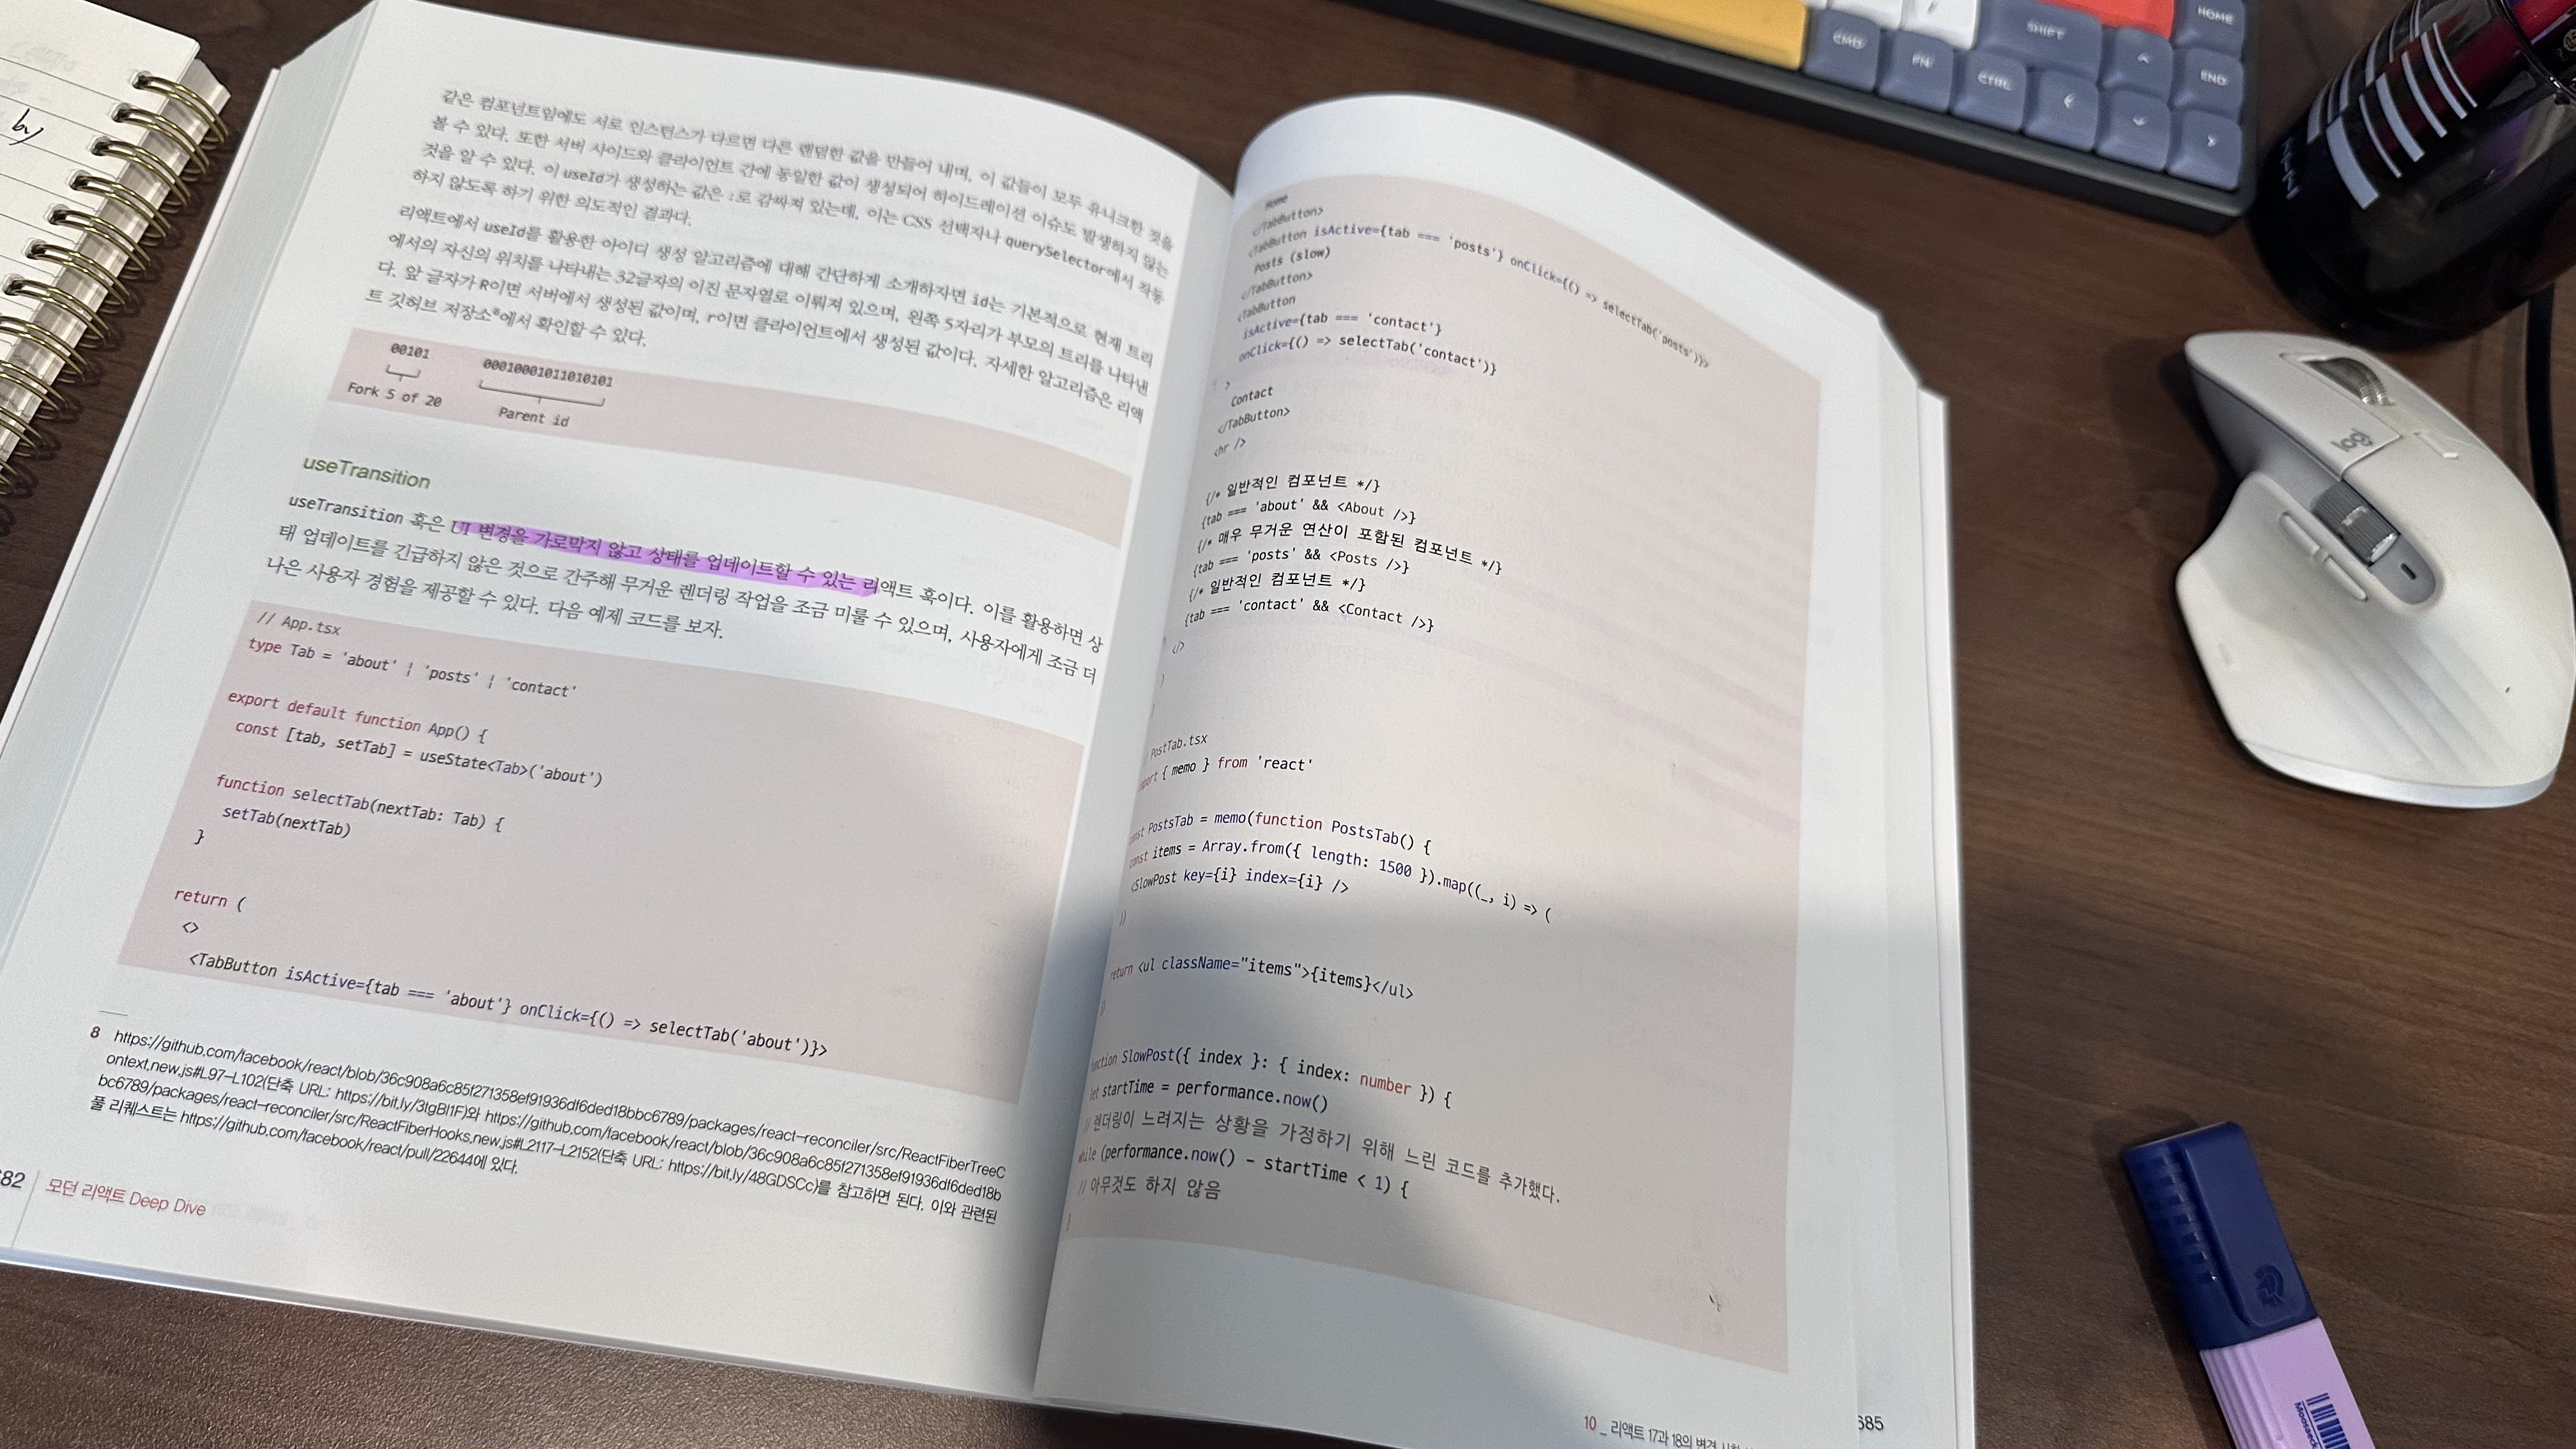 by
같은 컴포넌트임에도 서로 인스턴스가 다르면 다른 랜덤한 값을 만들어 내며, 이 값들이 모두 유니크한 것을
볼 수 있다. 또한 서버 사이드와 클라이언트 간에 동일한 값이 생성되어 하이드레이션 이슈도 발생하지 않는
것을 알 수 있다. 이 useId가 생성하는 값은 :로 감싸져 있는데, 이는 CSS 선택자나 querySelector에서 작동
하지 않도록 하기 위한 의도적인 결과다.
리액트에서 useId를 활용한 아이디 생성 알고리즘에 대해 간단하게 소개하자면 id는 기본적으로 현재 트리
에서의 자신의 위치를 나타내는 32글자의 이진 문자열로 이뤄져 있으며, 왼쪽 5자리가 부모의 트리를 나타낸
다. 앞 글자가 R이면 서버에서 생성된 값이며, r이면 클라이언트에서 생성된 값이다. 자세한 알고리즘은 리액
트 깃허브 저장소8에서 확인할 수 있다.
00101 00010001011010101
Fork 5 of 20 Parent id
useTransition
useTransition 훅은 UI 변경을 가로막지 않고 상태를 업데이트할 수 있는 리액트 훅이다. 이를 활용하면 상
태 업데이트를 긴급하지 않은 것으로 간주해 무거운 렌더링 작업을 조금 미룰 수 있으며, 사용자에게 조금 더
나은 사용자 경험을 제공할 수 있다. 다음 예제 코드를 보자.
// App.tsx
type Tab = 'about' | 'posts' | 'contact'
export default function App() {
const [tab, setTab] = useState<Tab>('about')
function selectTab(nextTab: Tab) {
setTab(nextTab)
}
return (
<>
<TabButton isActive={tab === 'about'} onClick={() => selectTab('about')}>
8 https://github.com/facebook/react/blob/36c908a6c85f271358ef91936df6ded18bbc6789/packages/react-reconciler/src/ReactFiberTreeC
ontext.new.js#L97-L102(단축 URL: https://bit.ly/3tgBI1F)와 https://github.com/facebook/react/blob/36c908a6c85f271358ef91936df6ded18b
bc6789/packages/react-reconciler/src/ReactFiberHooks.new.js#L2117-L2152(단축 URL: https://bit.ly/48GDSCc)를 참고하면 된다. 이와 관련된
풀 리퀘스트는 https://github.com/facebook/react/pull/22644에 있다.
682 모던 리액트 Deep Dive
Home
</TabButton>
<TabButton isActive={tab === 'posts'} onClick={() => selectTab('posts')}>
Posts (slow)
</TabButton>
<TabButton
isActive={tab === 'contact'}
onClick={() => selectTab('contact')}
>
Contact
</TabButton>
<hr />
{/* 일반적인 컴포넌트 */}
{tab === 'about' && <About />}
{/* 매우 무거운 연산이 포함된 컴포넌트 */}
{tab === 'posts' && <Posts />}
{/* 일반적인 컴포넌트 */}
{tab === 'contact' && <Contact />}
</>
)
}
PostTab.tsx
import { memo } from 'react'
const PostsTab = memo(function PostsTab() {
const items = Array.from({ length: 1500 }).map((_, i) => (
<SlowPost key={i} index={i} />
))
return <ul className="items">{items}</ul>
})
function SlowPost({ index }: { index: number }) {
let startTime = performance.now()
// 렌더링이 느려지는 상황을 가정하기 위해 느린 코드를 추가했다.
while (performance.now() - startTime < 1) {
// 아무것도 하지 않음
}
10 _ 리액트 17과 18의 변경
685
CMD FN CTRL SHIFT HOME END
logi